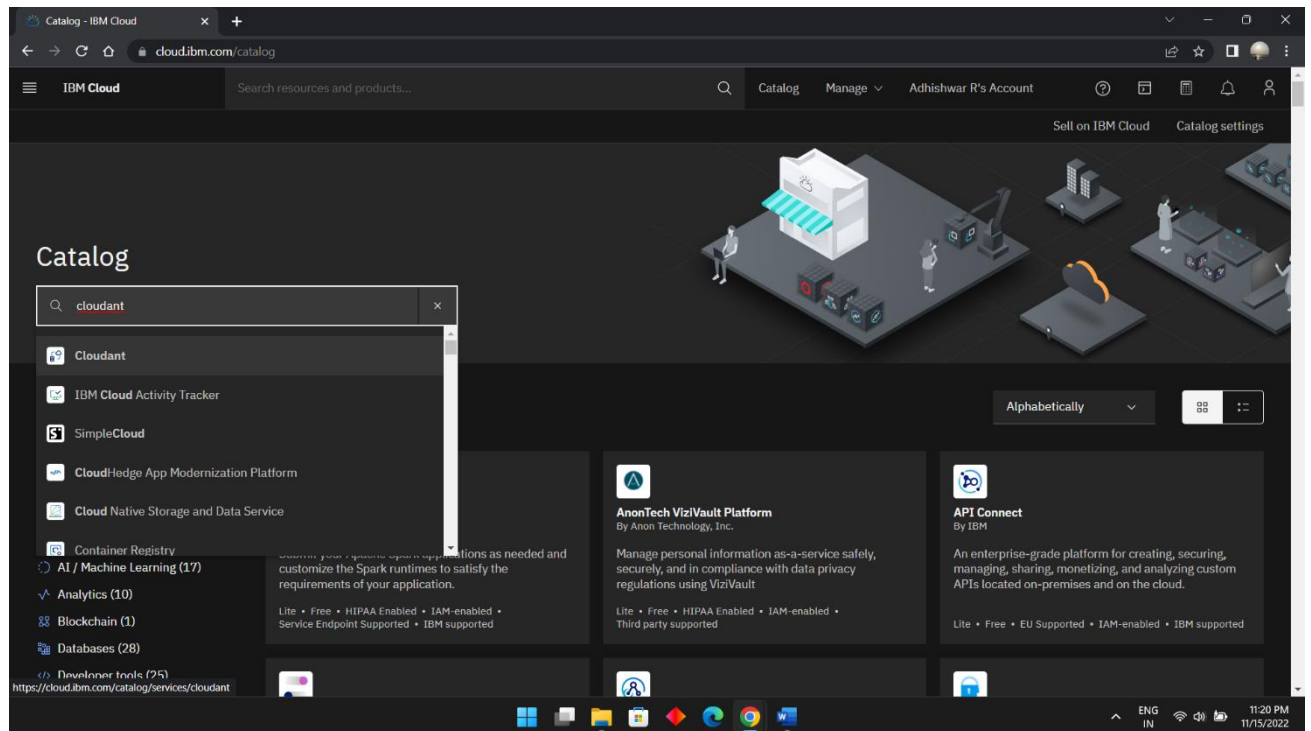 Catalog - IBM Cloud
cloud.ibm.com/catalog
IBM Cloud
Search resources and products...
Catalog
Manage
Adhishwar R's Account
Sell on IBM Cloud
Catalog settings
Catalog
cloudant
Cloudant
IBM Cloud Activity Tracker
SimpleCloud
CloudHedge App Modernization Platform
Cloud Native Storage and Data Service
Container Registry
AI / Machine Learning (17)
Analytics (10)
Blockchain (1)
Databases (28)
Developer tools (25)
https://cloud.ibm.com/catalog/services/cloudant
Alphabetically
Submit your Apache Spark applications as needed and
customize the Spark runtimes to satisfy the
requirements of your application.
Lite • Free • HIPAA Enabled • IAM-enabled •
Service Endpoint Supported • IBM supported
AnonTech ViziVault Platform
By Anon Technology, Inc.
Manage personal information as-a-service safely,
securely, and in compliance with data privacy
regulations using ViziVault
Lite • Free • HIPAA Enabled • IAM-enabled •
Third party supported
API Connect
By IBM
An enterprise-grade platform for creating, securing,
managing, sharing, monetizing, and analyzing custom
APIs located on-premises and on the cloud.
Lite • Free • EU Supported • IAM-enabled • IBM supported
ENG
IN
11:20 PM
11/15/2022